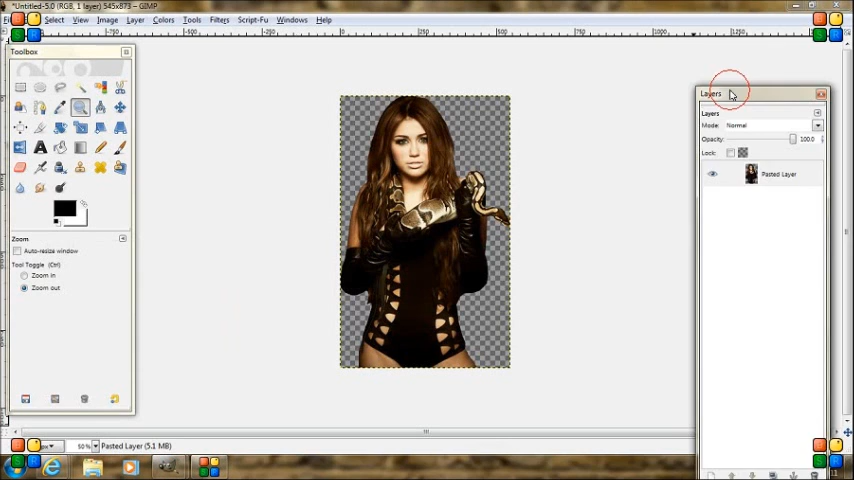 *Untitled-5.0 (RGB, 1 layer) 545x873 – GIMP
Select View Image Layer Colors Tools Filters Script-Fu Windows Help
Toolbox
Zoom
Auto-resize window
Tool Toggle (Ctrl)
Zoom in
Zoom out
Layers
Layers
Mode: Normal
Opacity: 100.0
Lock:
Pasted Layer
50% Pasted Layer (5.1 MB)